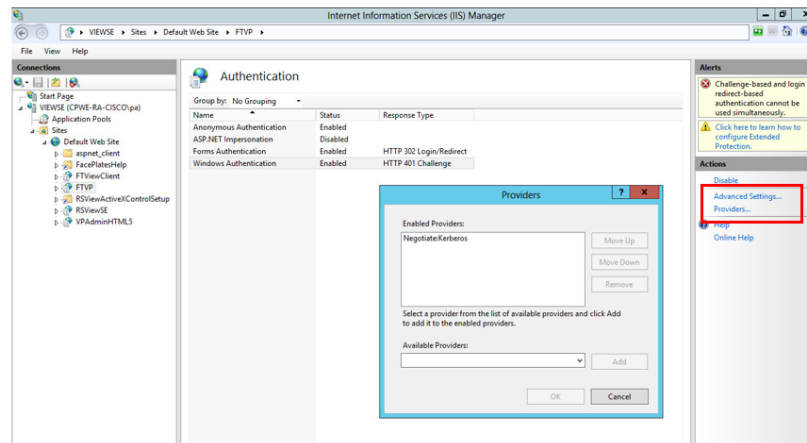 Internet Information Services (IIS) Manager
VIEWSE
Sites
Default Web Site
FTVP
File View Help
Connections
Start Page
VIEWSE (CPWE-RA-CISCO\pa)
Application Pools
Sites
Default Web Site
aspnet_client
FacePlatesHelp
FTViewClient
FTVP
RSViewActiveXControlSetup
RSViewSE
VPAdminHTML5
Authentication
Group by: No Grouping
Name Status Response Type
Anonymous Authentication Enabled
ASP.NET Impersonation Disabled
Forms Authentication Enabled HTTP 302 Login/Redirect
Windows Authentication Enabled HTTP 401 Challenge
Providers
? x
Enabled Providers:
Negotiate:Kerberos
Move Up
Move Down
Remove
Select a provider from the list of available providers and click Add
to add it to the enabled providers.
Available Providers:
Add
OK
Cancel
Alerts
Challenge-based and login
redirect-based
authentication cannot be
used simultaneously.
Click here to learn how to
configure Extended
Protection.
Actions
Disable
Advanced Settings...
Providers...
Help
Online Help